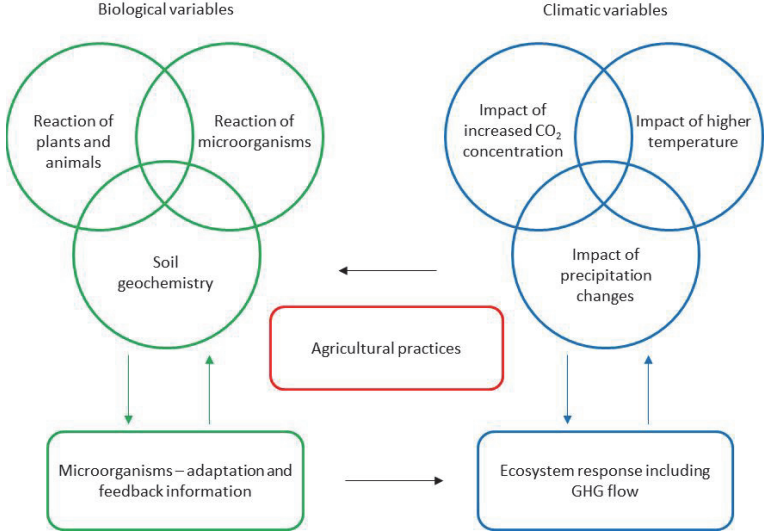 Biological variables
Climatic variables
Reaction of
plants and
animals
Reaction of
microorganisms
Soil
geochemistry
Impact of
increased CO₂
concentration
Impact of higher
temperature
Impact of
precipitation
changes
Agricultural practices
Microorganisms – adaptation and
feedback information
Ecosystem response including
GHG flow